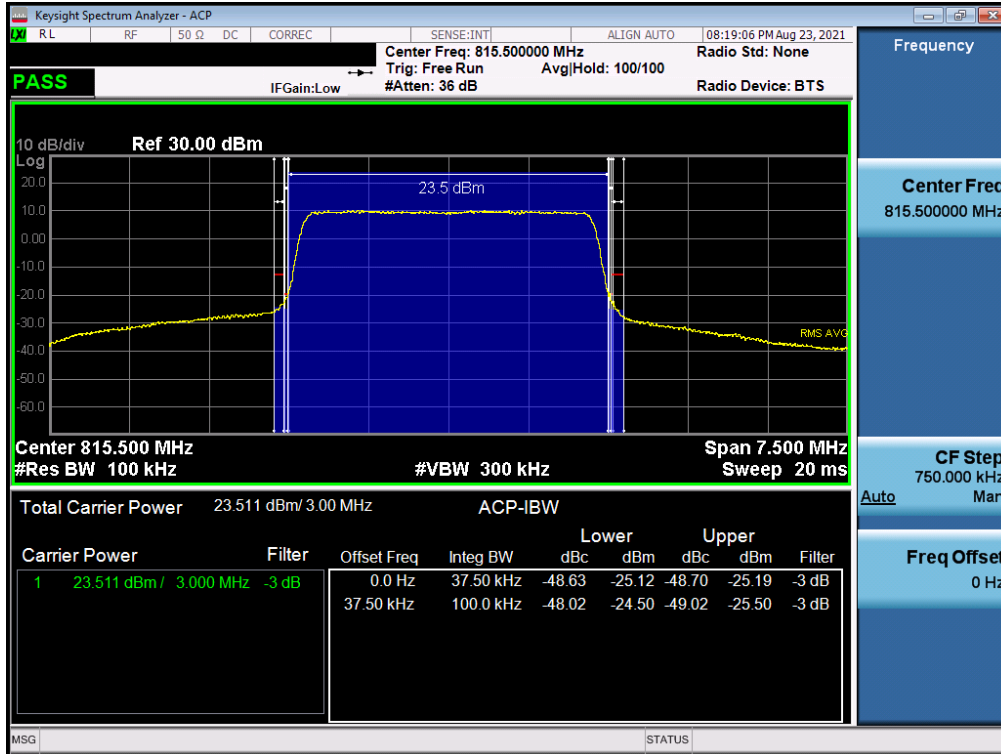 Keysight Spectrum Analyzer - ACP
LXI RL RF 50 Ω DC CORREC SENSE:INT ALIGN AUTO 08:19:06 PM Aug 23, 2021
Center Freq: 815.500000 MHz Radio Std: None
Trig: Free Run Avg|Hold: 100/100
PASS IFGain:Low #Atten: 36 dB Radio Device: BTS
10 dB/div Ref 30.00 dBm
Log
20.0
10.0
0.00
-10.0
-20.0
-30.0
-40.0
-50.0
-60.0
23.5 dBm
RMS AVG
Center 815.500 MHz Span 7.500 MHz
#Res BW 100 kHz #VBW 300 kHz Sweep 20 ms
Total Carrier Power 23.511 dBm/ 3.00 MHz ACP-IBW
Lower Upper
Carrier Power Filter Offset Freq Integ BW dBc dBm dBc dBm Filter
1 23.511 dBm / 3.000 MHz -3 dB 0.0 Hz 37.50 kHz -48.63 -25.12 -48.70 -25.19 -3 dB
37.50 kHz 100.0 kHz -48.02 -24.50 -49.02 -25.50 -3 dB
MSG STATUS
Frequency
Center Freq
815.500000 MHz
CF Step
750.000 kHz
Auto Man
Freq Offset
0 Hz